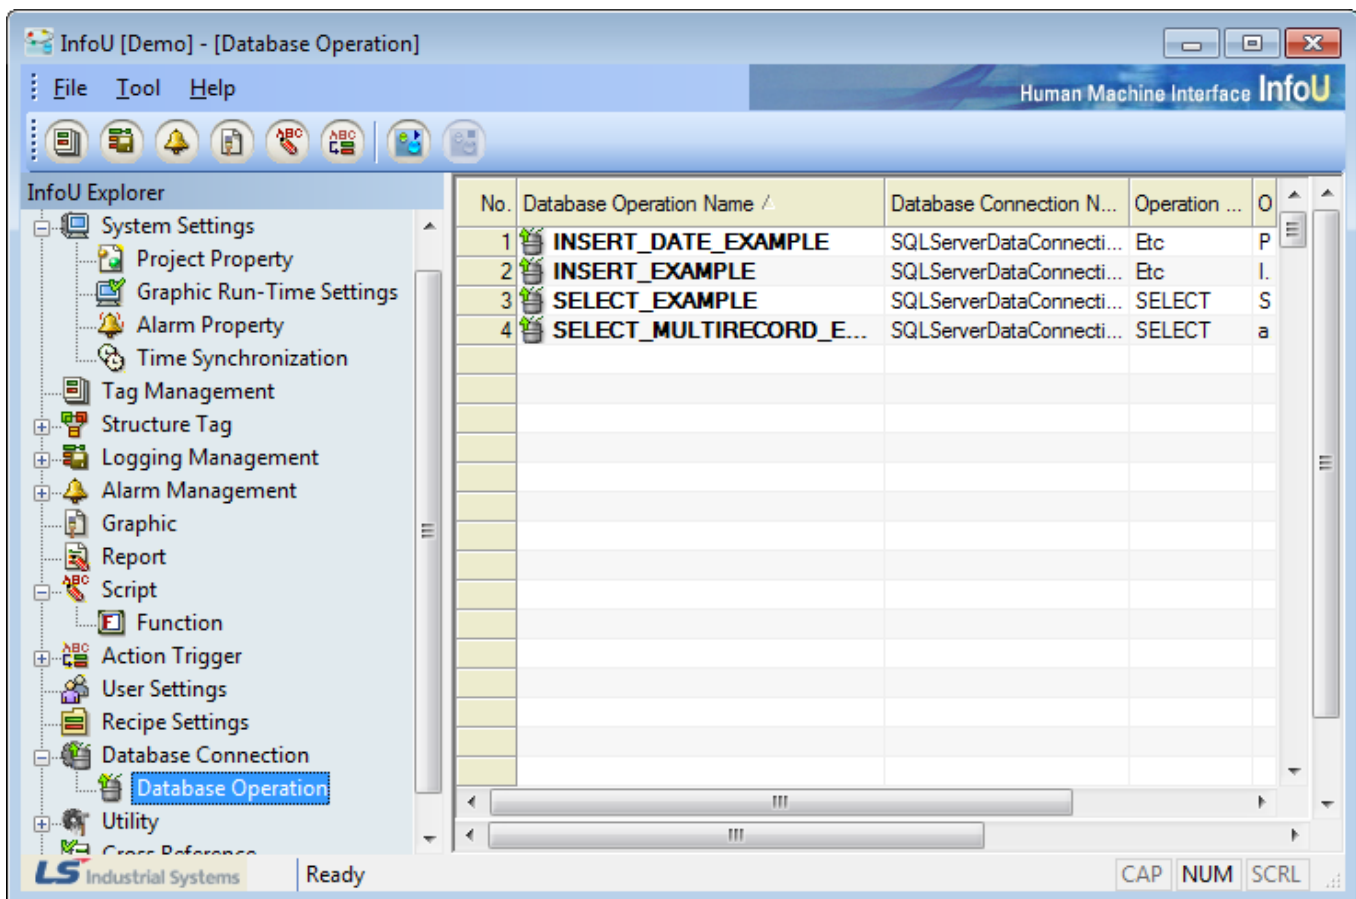 InfoU [Demo] - [Database Operation]
File Tool Help
Human Machine Interface InfoU
InfoU Explorer
System Settings
Project Property
Graphic Run-Time Settings
Alarm Property
Time Synchronization
Tag Management
Structure Tag
Logging Management
Alarm Management
Graphic
Report
Script
Function
Action Trigger
User Settings
Recipe Settings
Database Connection
Database Operation
Utility
Cross Reference
No. Database Operation Name Database Connection N... Operation ... O
1 INSERT_DATE_EXAMPLE SQLServerDataConnecti... Etc P
2 INSERT_EXAMPLE SQLServerDataConnecti... Etc I.
3 SELECT_EXAMPLE SQLServerDataConnecti... SELECT S
4 SELECT_MULTIRECORD_E... SQLServerDataConnecti... SELECT a
LS Industrial Systems Ready CAP NUM SCRL